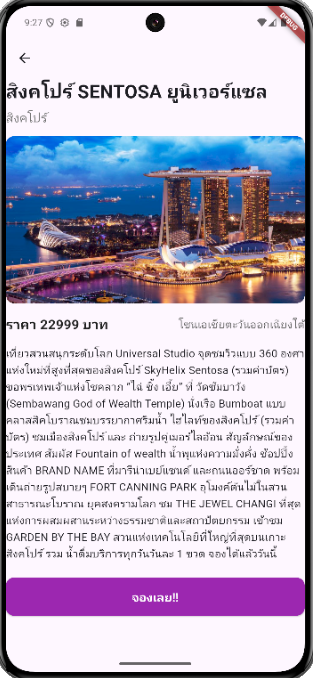 9:27
DEBUG
สิงคโปร์ SENTOSA ยูนิเวอร์แซล
สิงคโปร์
ราคา 22999 บาท
โซนเอเชียตะวันออกเฉียงใต้
เที่ยวสวนสนุกระดับโลก Universal Studio จุดชมวิวแบบ 360 องศา
แห่งใหม่ที่สูงที่สุดของสิงคโปร์ SkyHelix Sentosa (รวมค่าบัตร)
ขอพรเทพเจ้าแห่งโชคลาภ “ไฉ่ ซิ้ง เอี๊ย” ที่ วัดซัมบาวัง
(Sembawang God of Wealth Temple) นั่งเรือ Bumboat แบบ
คลาสสิคโบราณชมบรรยากาศริมน้ำ ไฮไลท์ของสิงคโปร์ (รวมค่า
บัตร) ชมเมืองสิงคโปร์ และ ถ่ายรูปคู่เมอร์ไลอ้อน สัญลักษณ์ของ
ประเทศ สัมผัส Fountain of wealth น้ำพุแห่งความมั่งคั่ง ช้อปปิ้ง
สินค้า BRAND NAME ที่มารีน่าเบย์แซนด์ และถนนออร์ชาด พร้อม
เดินถ่ายรูปสบายๆ FORT CANNING PARK อุโมงค์ต้นไม้ในสวน
สาธารณะโบราณ ยุคสงครามโลก ชม THE JEWEL CHANGI ที่สุด
แห่งการผสมผสานระหว่างธรรมชาติและสถาปัตยกรรม เข้าชม
GARDEN BY THE BAY สวนแห่งเทคโนโลยีที่ใหญ่ที่สุดบนเกาะ
สิงคโปร์ รวม น้ำดื่มบริการทุกวันวันละ 1 ขวด จองได้แล้ววันนี้
จองเลย!!